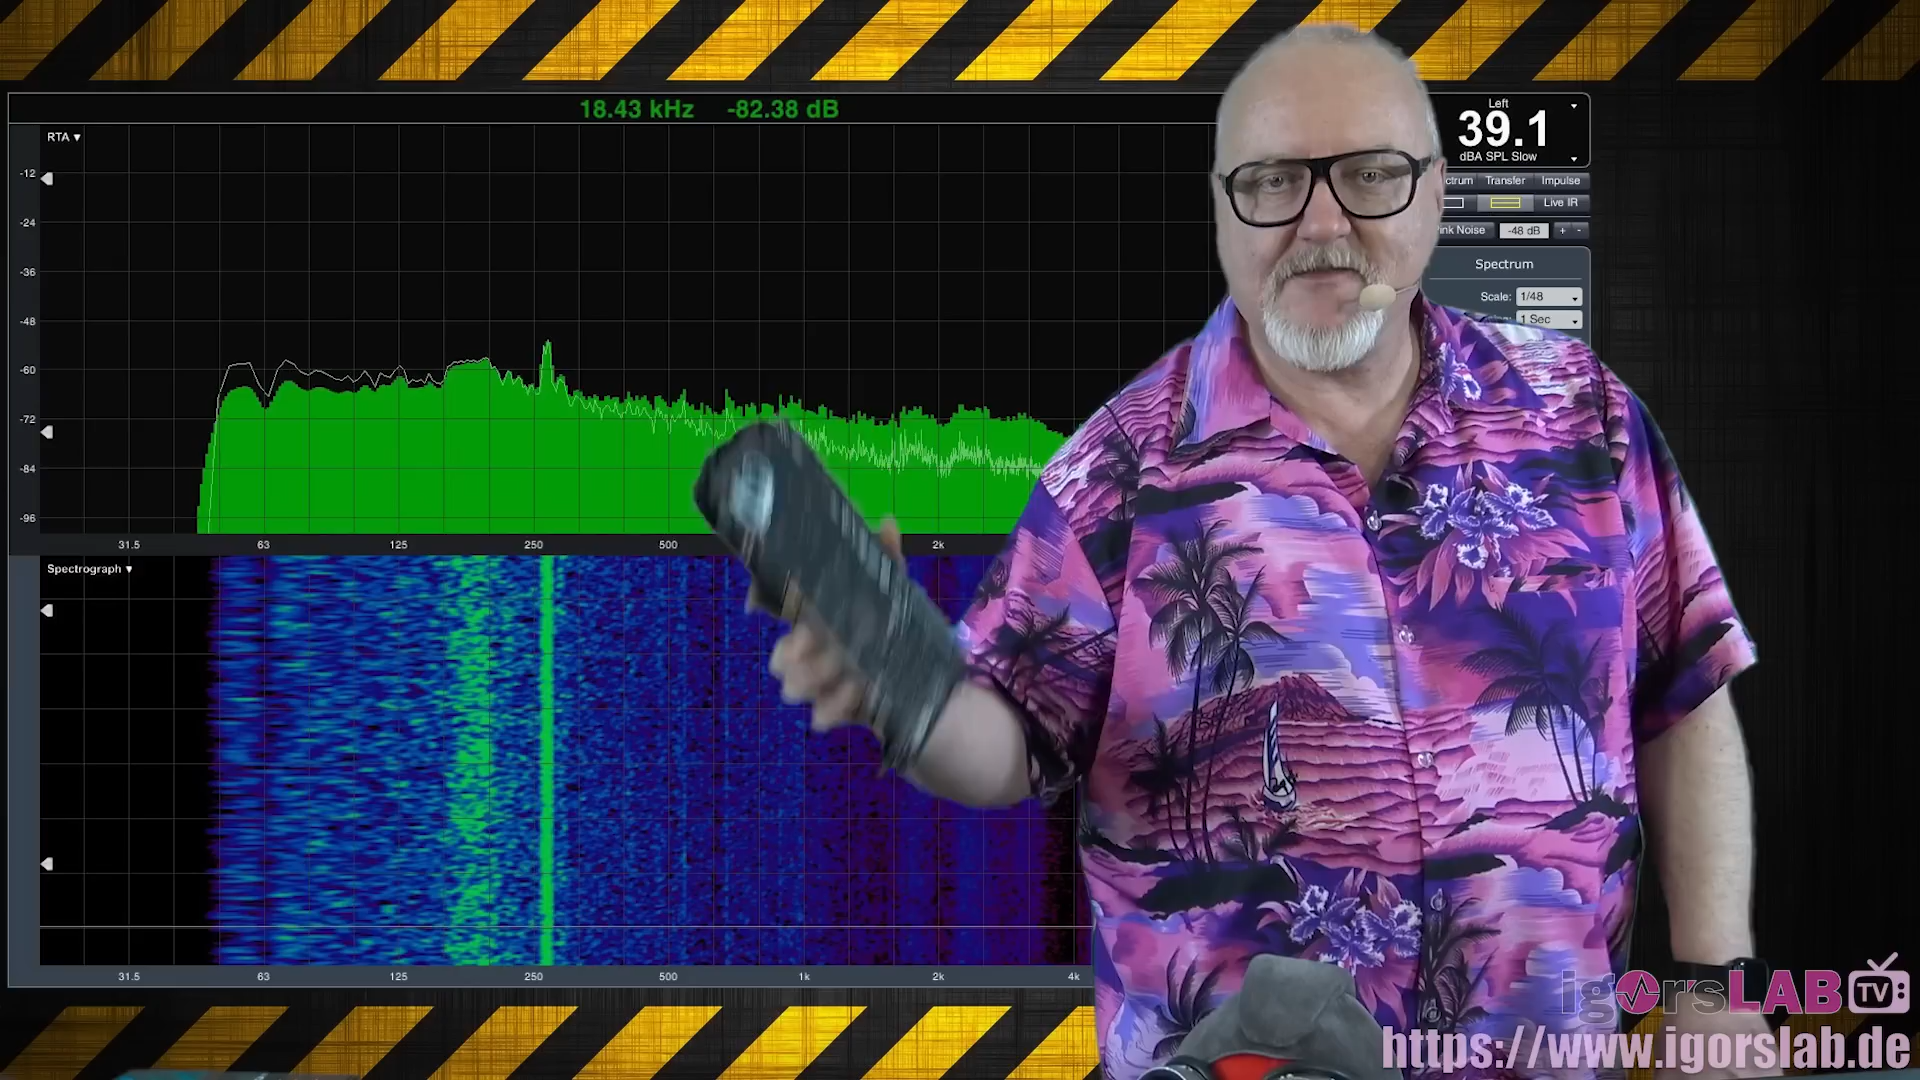 18.43 kHz -82.38 dB
Left
39.1
dBA SPL Slow
RTA
-12
-24
-36
-48
-60
-72
-84
-96
31.5 63 125 250 500 2k
Transfer Impulse
Live IR
Noise -48 dB + -
Spectrum
Scale: 1/48
1 Sec
Spectrograph
31.5 63 125 250 500 1k 2k 4k
igorsLAB TV
https://www.igorslab.de